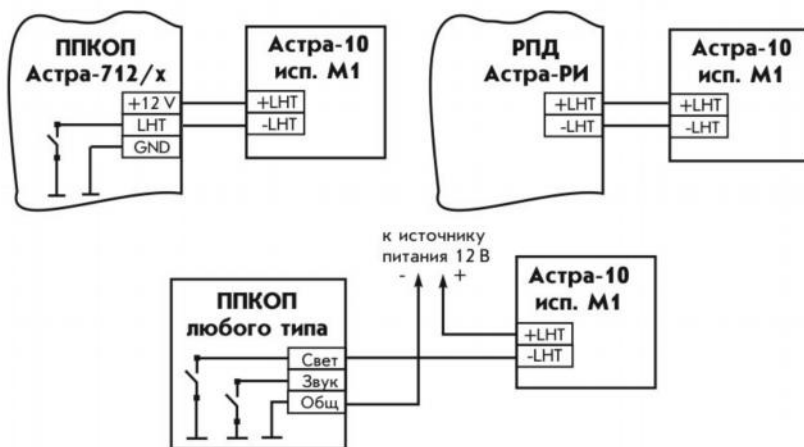 ППКОП
Астра-712/х
+12 V
LHT
GND
Астра-10
исп. М1
+LHT
-LHT
РПД
Астра-РИ
+LHT
-LHT
Астра-10
исп. М1
+LHT
-LHT
к источнику
питания 12 В
- +
ППКОП
любого типа
Свет
Звук
Общ
Астра-10
исп. М1
+LHT
-LHT